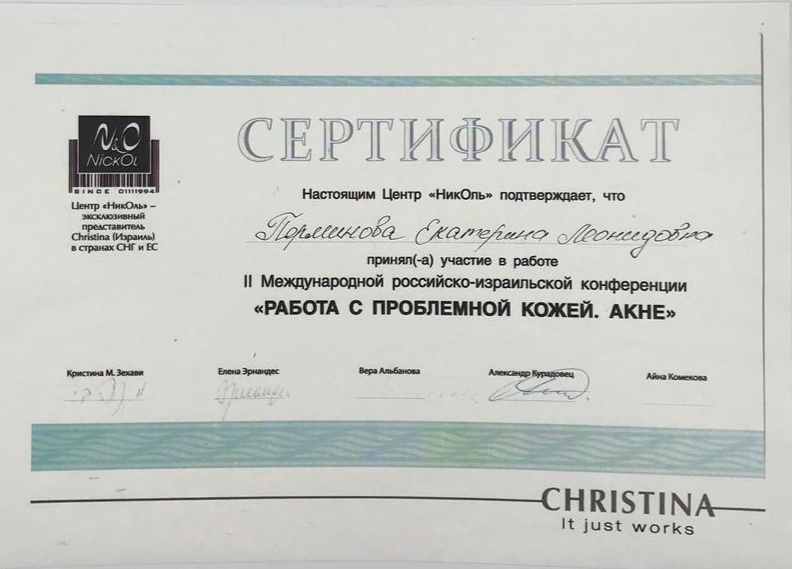 СЕРТИФИКАТ
NiO
NickOL
SINCE 01111994
Центр «НикОль» –
эксклюзивный
представитель
Christina (Израиль)
в странах СНГ и ЕС
Настоящим Центр «НикОль» подтверждает, что
Перминова Екатерина Леонидовна
принял(-а) участие в работе
II Международной российско-израильской конференции
«РАБОТА С ПРОБЛЕМНОЙ КОЖЕЙ. АКНЕ»
Кристина М. Зехави
Елена Эрнандес
Вера Альбанова
Александр Курадовец
Айна Комекова
CHRISTINA
It just works